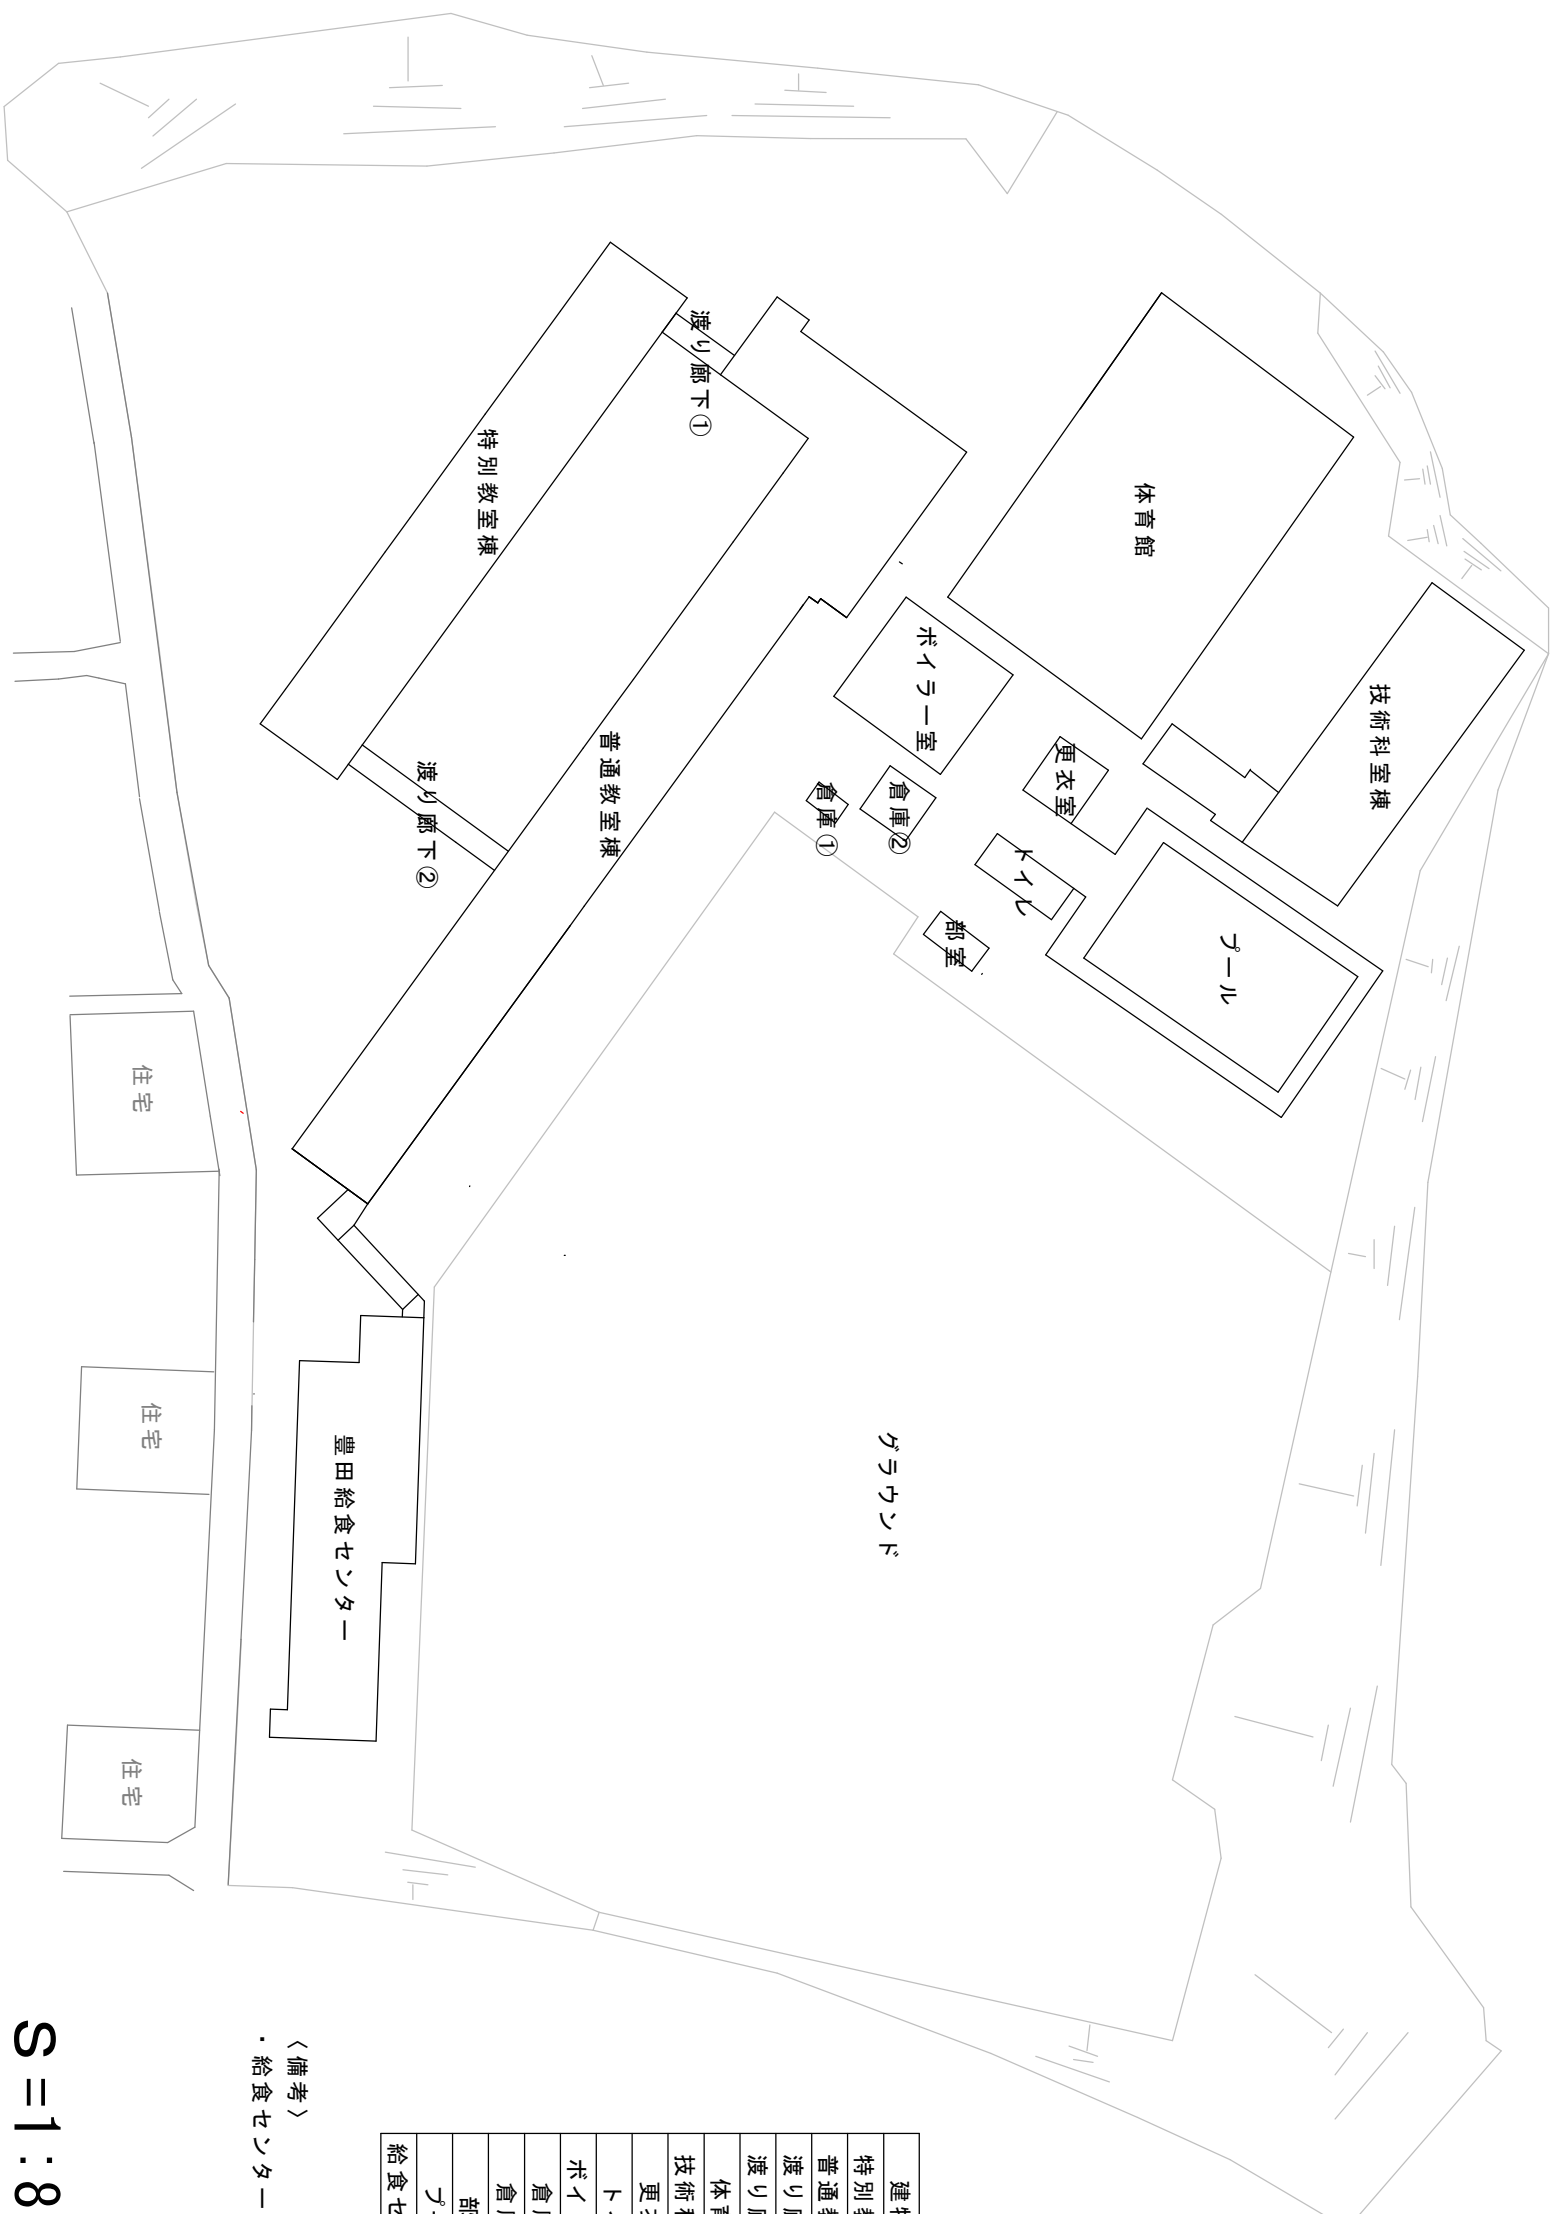 渡り廊下①
特別教室棟
体育館
ボイラー室
技術科室棟
更衣室
普通教室棟
渡り廊下②
倉庫①
倉庫②
トイレ
部室
プール
住宅
グラウンド
豊田給食センター
住宅
住宅
〈備考〉
・給食センター
S=1:8
建物
特別教
普通教
渡り廊
渡り廊
体育
技術科
更衣
トイ
ボイ
倉庫
倉庫
部
プー
給食セ